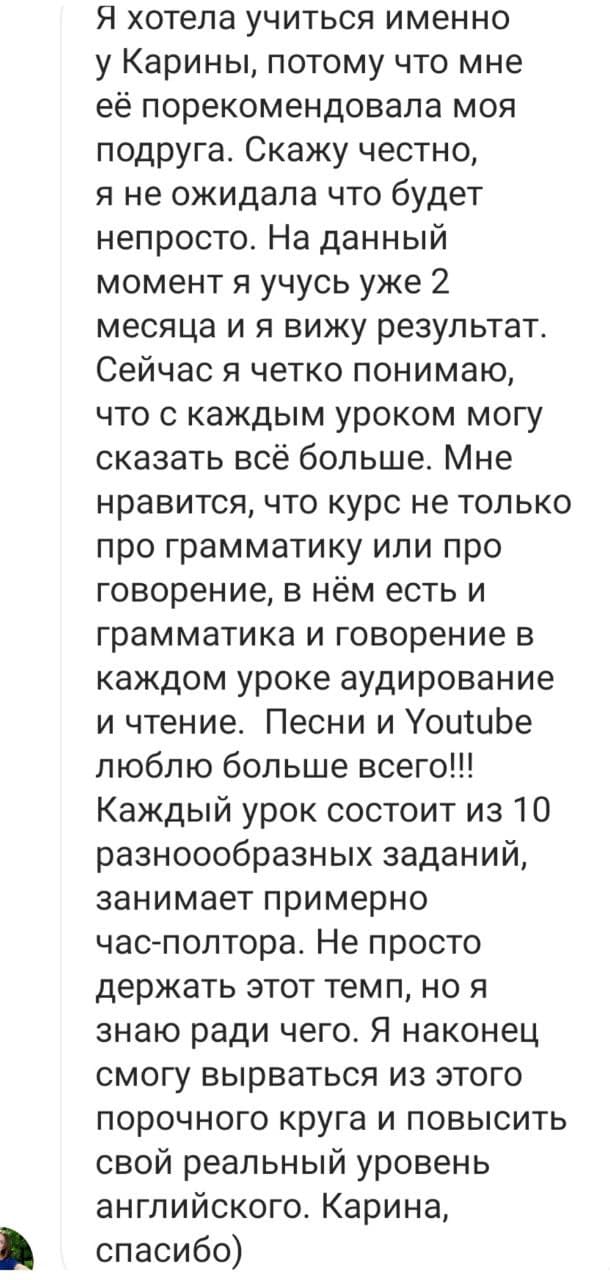 Я хотела учиться именно
у Карины, потому что мне
её порекомендовала моя
подруга. Скажу честно,
я не ожидала что будет
непросто. На данный
момент я учусь уже 2
месяца и я вижу результат.
Сейчас я четко понимаю,
что с каждым уроком могу
сказать всё больше. Мне
нравится, что курс не только
про грамматику или про
говорение, в нём есть и
грамматика и говорение в
каждом уроке аудирование
и чтение.  Песни и Youtube
люблю больше всего!!!
Каждый урок состоит из 10
разноообразных заданий,
занимает примерно
час-полтора. Не просто
держать этот темп, но я
знаю ради чего. Я наконец
смогу вырваться из этого
порочного круга и повысить
свой реальный уровень
английского. Карина,
спасибо)